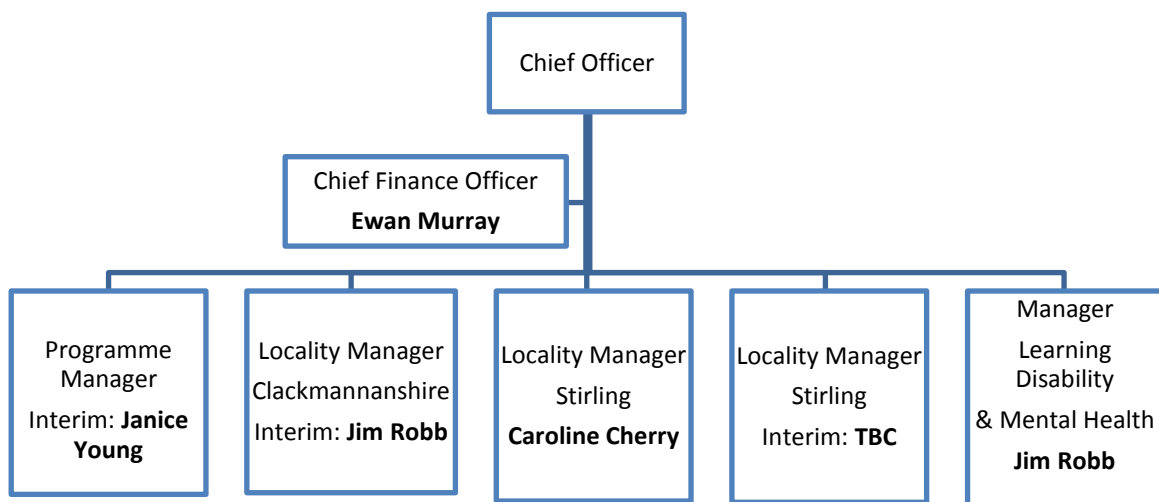 Chief Officer
Chief Finance Officer
Ewan Murray
Programme
Manager
Interim: Janice
Young
Locality Manager
Clackmannanshire
Interim: Jim Robb
Locality Manager
Stirling
Caroline Cherry
Locality Manager
Stirling
Interim: TBC
Manager
Learning
Disability
& Mental Health
Jim Robb